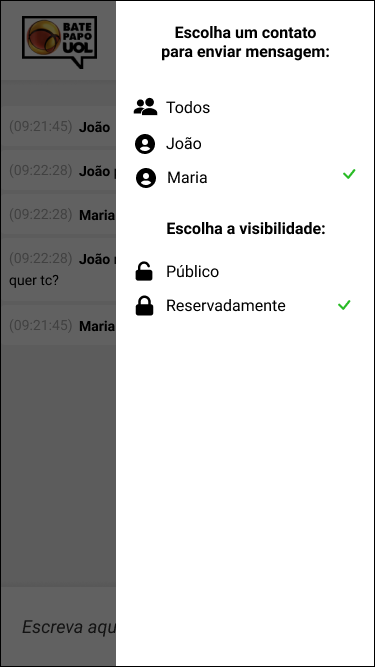 BATE
PAPO
UOL
(09:21:45) João
(09:22:28) João
(09:22:28) Maria
(09:22:28) João
quer tc?
(09:21:45) Maria
Escreva aqu
Escolha um contato
para enviar mensagem:
Todos
João
Maria
Escolha a visibilidade:
Público
Reservadamente